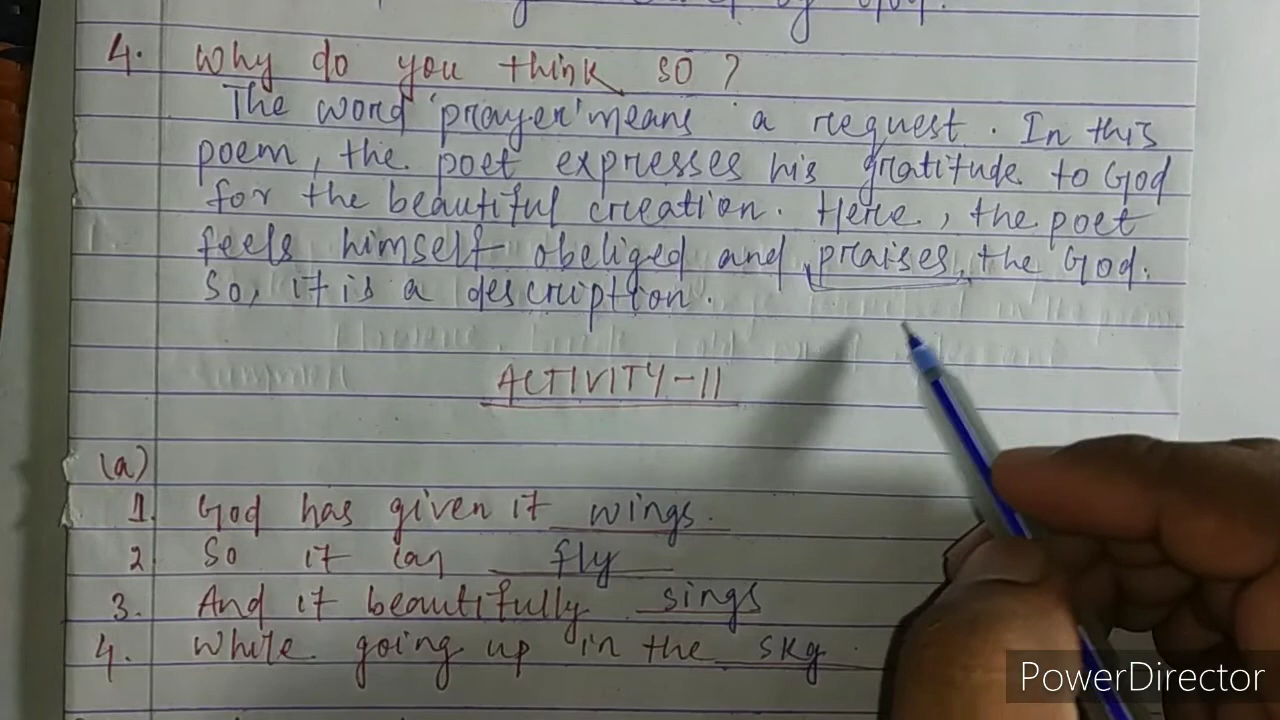 by God.
4. Why do you think so ?
The word 'prayer' means a request. In this
poem, the poet expresses his gratitude to God
for the beautiful creation. Here, the poet
feels himself obeliged and praises, the God.
So, it is a description.
ACTIVITY-II
(a)
1. God has given it wings.
2. So it can fly
3. And it beautifully sings
4. While going up in the sky.
PowerDirector